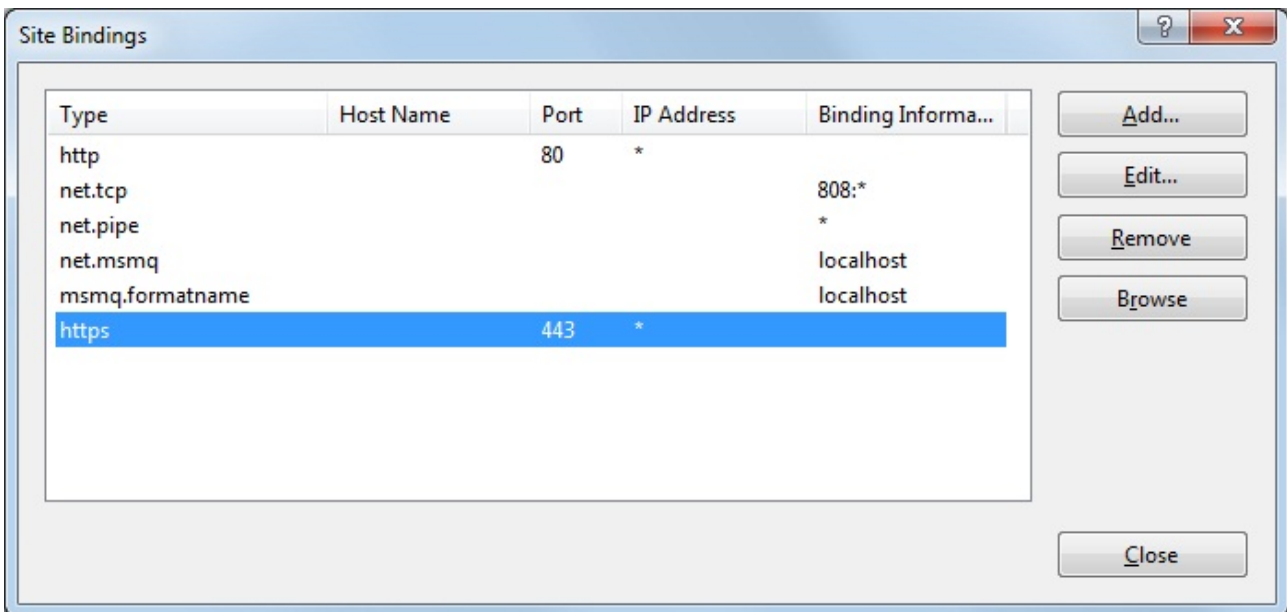 Site Bindings
Type Host Name Port IP Address Binding Informa...
http 80 *
net.tcp 808:*
net.pipe *
net.msmq localhost
msmq.formatname localhost
https 443 *
Add...
Edit...
Remove
Browse
Close